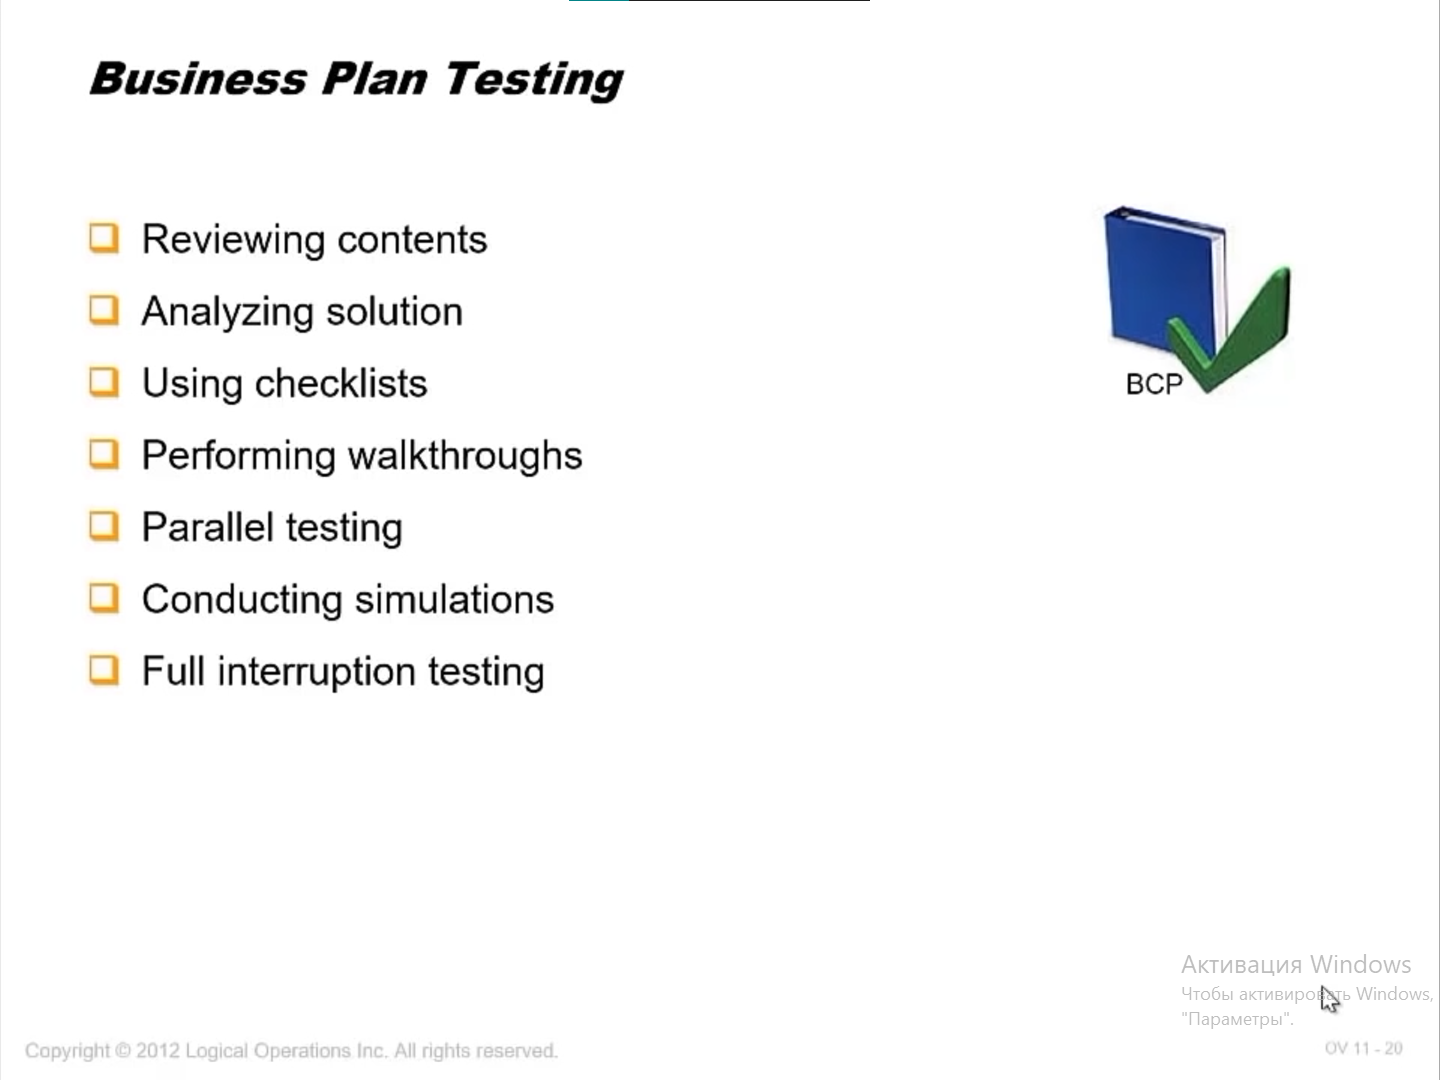 Business Plan Testing
Reviewing contents
Analyzing solution
Using checklists
Performing walkthroughs
Parallel testing
Conducting simulations
Full interruption testing
BCP
Активация Windows
Чтобы активировать Windows,
"Параметры".
Copyright © 2012 Logical Operations Inc. All rights reserved.
OV 11 - 20